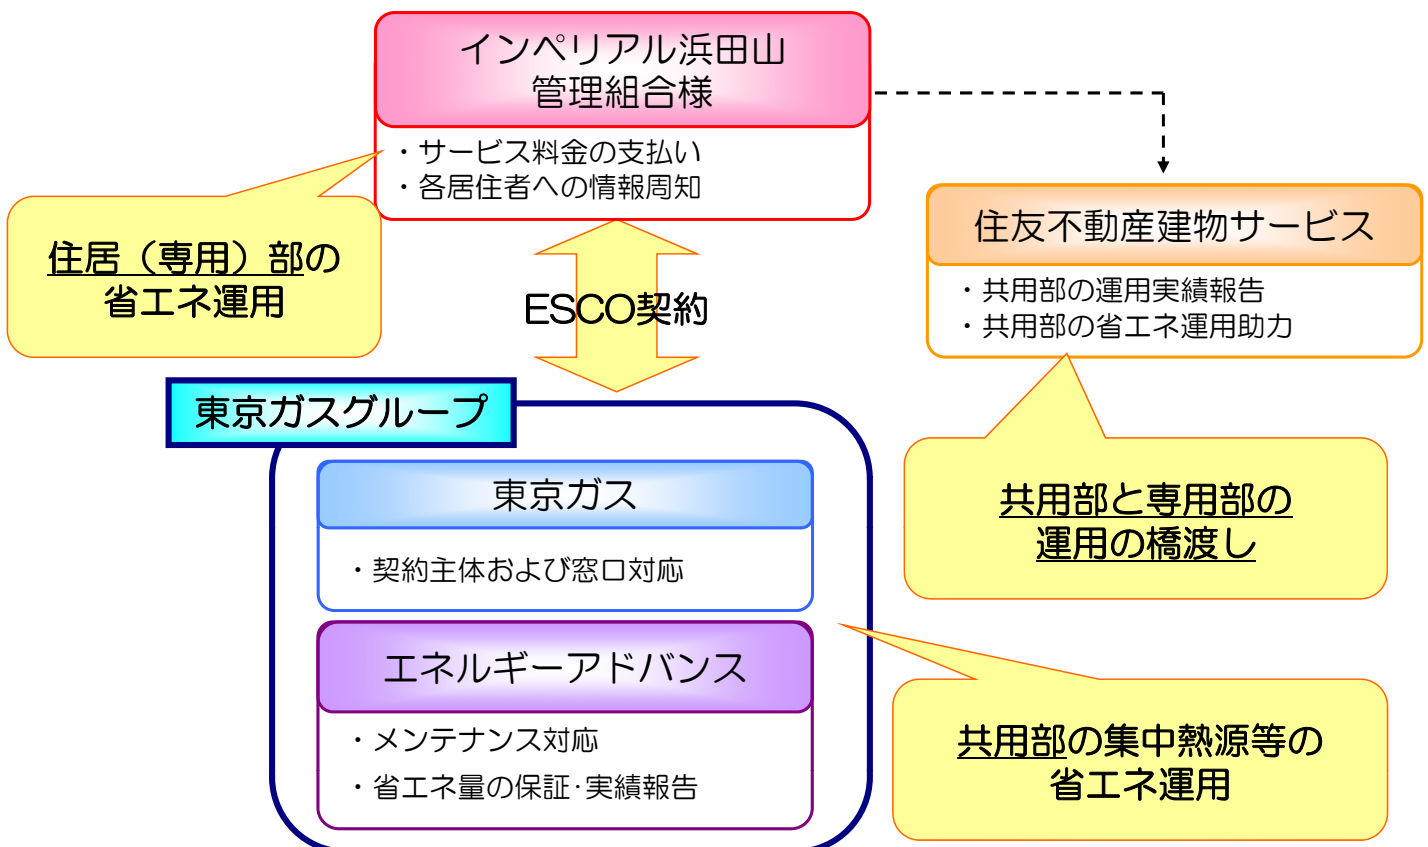 インペリアル浜田山
管理組合様
・サービス料金の支払い
・各居住者への情報周知
住友不動産建物サービス
・共用部の運用実績報告
・共用部の省エネ運用助力
住居（専用）部の
省エネ運用
ESCO契約
東京ガスグループ
東京ガス
・契約主体および窓口対応
共用部と専用部の
運用の橋渡し
エネルギーアドバンス
・メンテナンス対応
・省エネ量の保証･実績報告
共用部の集中熱源等の
省エネ運用